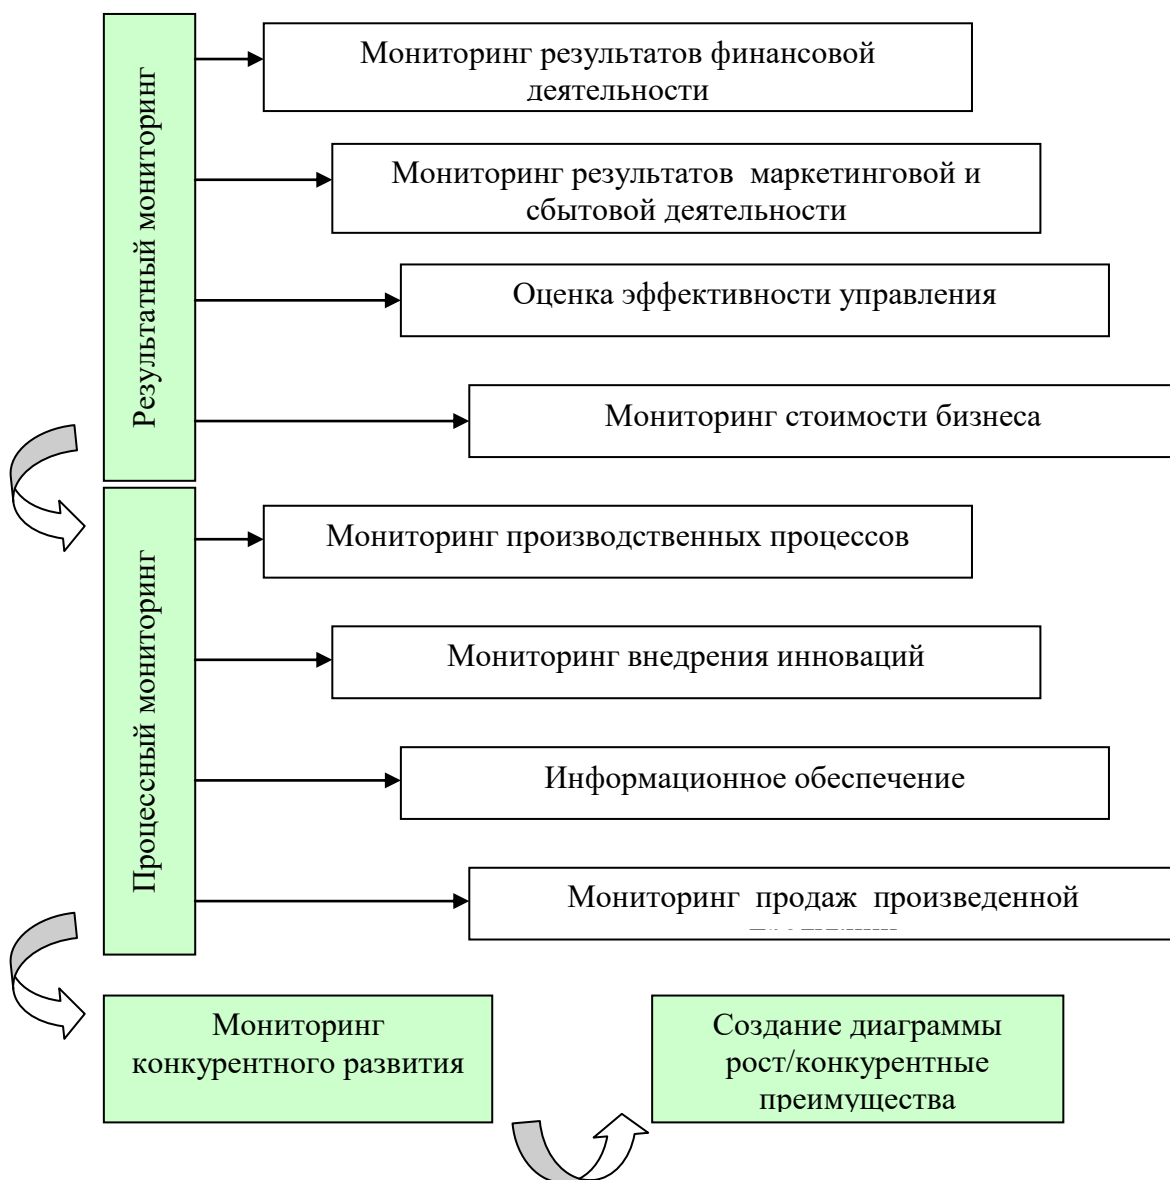 Результатный мониторинг
Мониторинг результатов финансовой
деятельности
Мониторинг результатов  маркетинговой и
сбытовой деятельности
Оценка эффективности управления
Мониторинг стоимости бизнеса
Процессный мониторинг
Мониторинг производственных процессов
Мониторинг внедрения инноваций
Информационное обеспечение
Мониторинг  продаж  произведенной
Мониторинг
конкурентного развития
Создание диаграммы
рост/конкурентные
преимущества